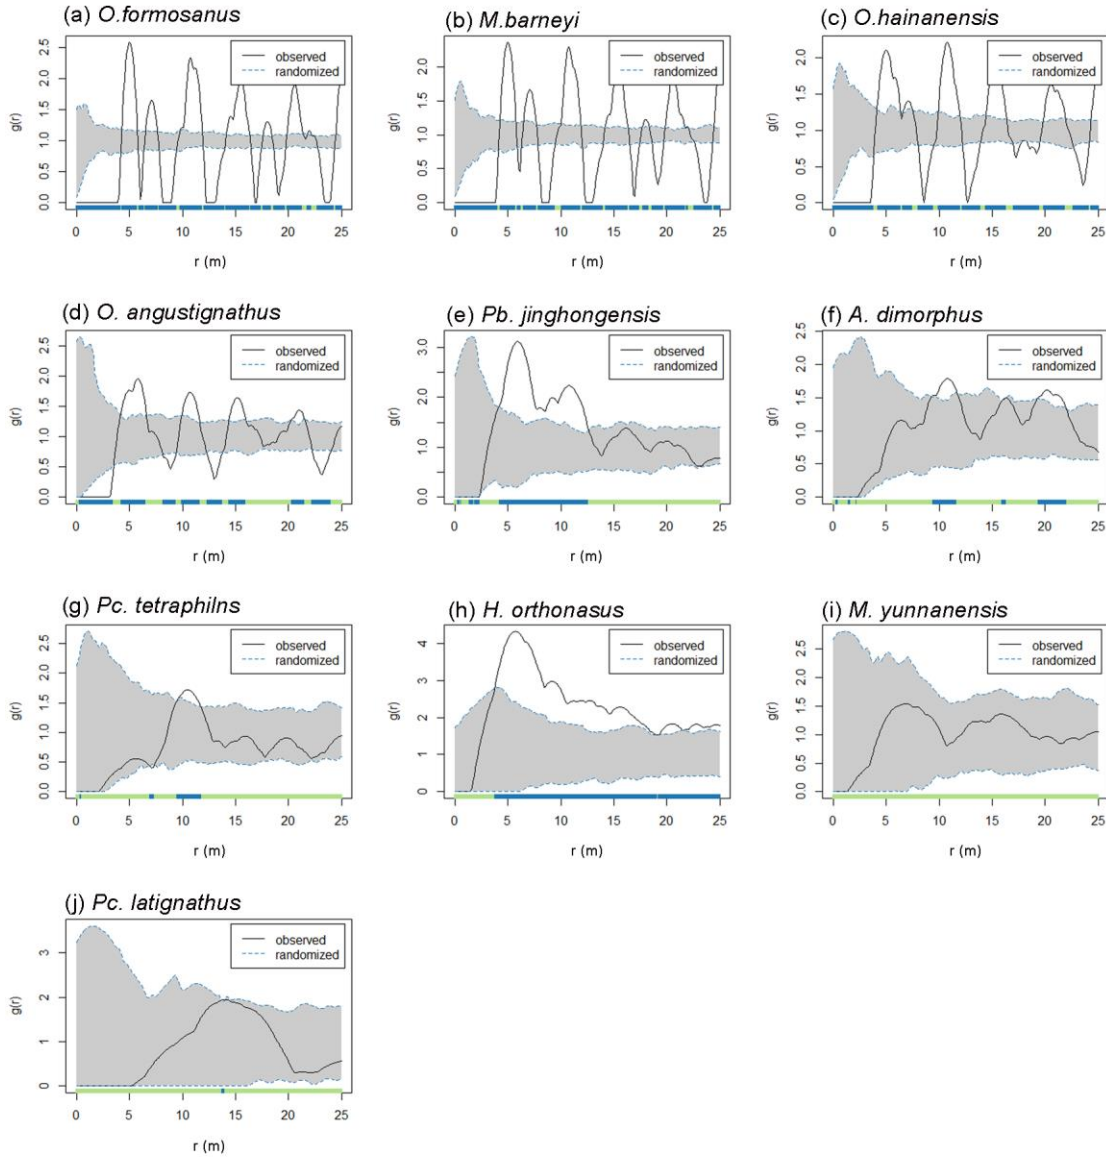 (a) O.formosanus
observed
randomized
g(r)
2.5
2.0
1.5
1.0
0.5
0.0
0 5 10 15 20 25
r (m)
(b) M.barneyi
observed
randomized
g(r)
2.0
1.5
1.0
0.5
0.0
0 5 10 15 20 25
r (m)
(c) O.hainanensis
observed
randomized
g(r)
2.0
1.5
1.0
0.5
0.0
0 5 10 15 20 25
r (m)
(d) O. angustignathus
observed
randomized
g(r)
2.5
2.0
1.5
1.0
0.5
0.0
0 5 10 15 20 25
r (m)
(e) Pb. jinghongensis
observed
randomized
g(r)
3.0
2.0
1.0
0.0
0 5 10 15 20 25
r (m)
(f) A. dimorphus
observed
randomized
g(r)
2.5
2.0
1.5
1.0
0.5
0.0
0 5 10 15 20 25
r (m)
(g) Pc. tetraphilns
observed
randomized
g(r)
2.5
2.0
1.5
1.0
0.5
0.0
0 5 10 15 20 25
r (m)
(h) H. orthonasus
observed
randomized
g(r)
4
3
2
1
0
0 5 10 15 20 25
r (m)
(i) M. yunnanensis
observed
randomized
g(r)
2.5
2.0
1.5
1.0
0.5
0.0
0 5 10 15 20 25
r (m)
(j) Pc. latignathus
observed
randomized
g(r)
3
2
1
0
0 5 10 15 20 25
r (m)